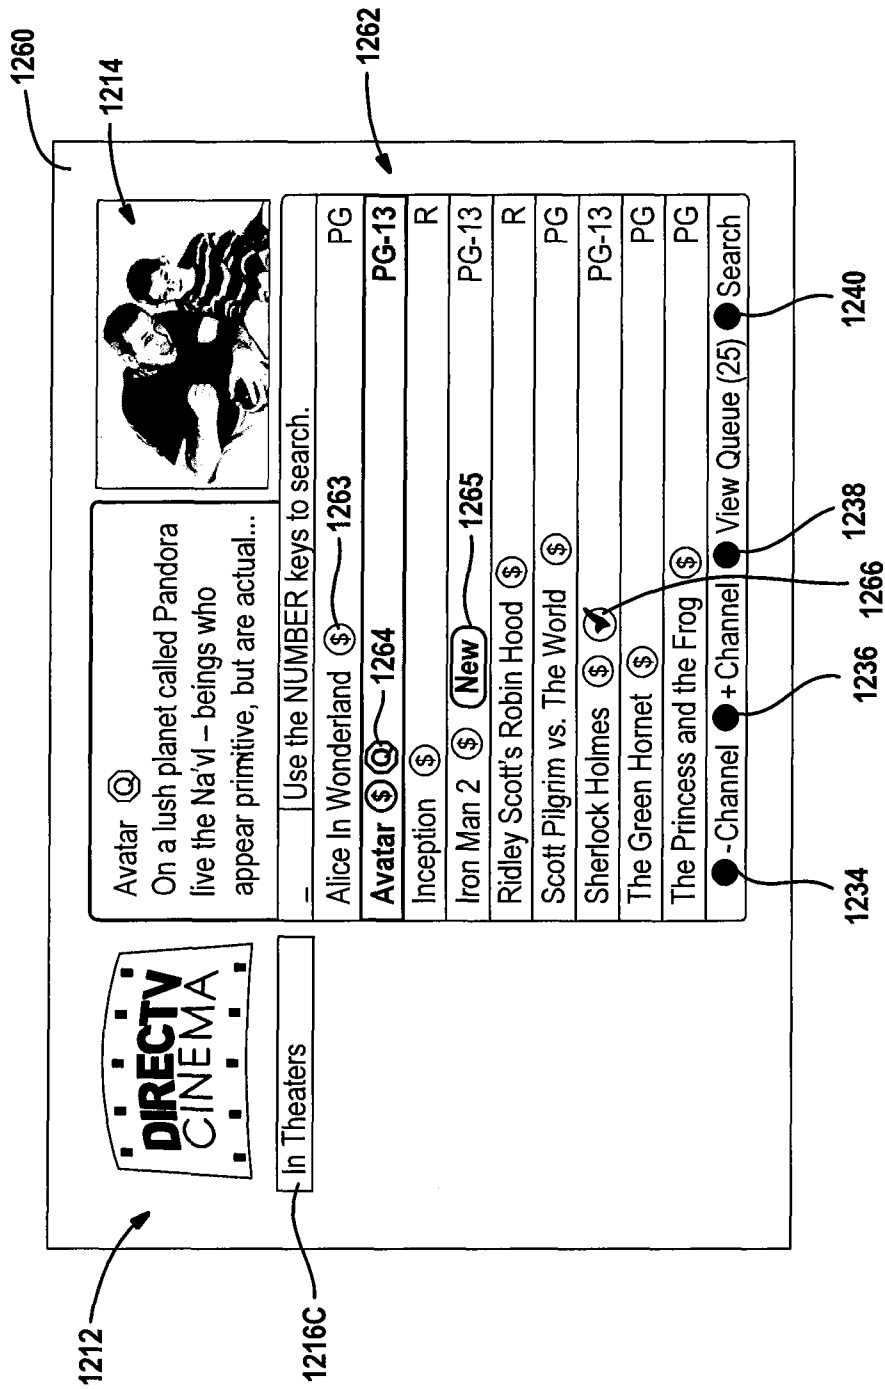 1260
1214
1262
1212
DIRECTV
CINEMA
Avatar Q
On a lush planet called Pandora
live the Na'vI – beings who
appear primitive, but are actual...
1216C
In Theaters
– Use the NUMBER keys to search.
Alice In Wonderland $ PG
1263
Avatar $ Q PG-13
1264
Inception $ R
Iron Man 2 $ New PG-13
1265
Ridley Scott's Robin Hood $ R
Scott Pilgrim vs. The World $ PG
Sherlock Holmes $ PG-13
The Green Hornet $ PG
The Princess and the Frog $ PG
-Channel + Channel View Queue (25) Search
1234
1236
1266
1238
1240